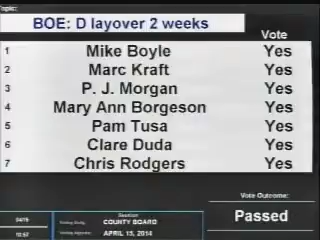 Topic:
BOE: D layover 2 weeks
Vote
1 Mike Boyle Yes
2 Marc Kraft Yes
3 P. J. Morgan Yes
4 Mary Ann Borgeson Yes
5 Pam Tusa Yes
6 Clare Duda Yes
7 Chris Rodgers Yes
Vote Outcome:
Passed
Session
COUNTY BOARD
APRIL 15, 2014